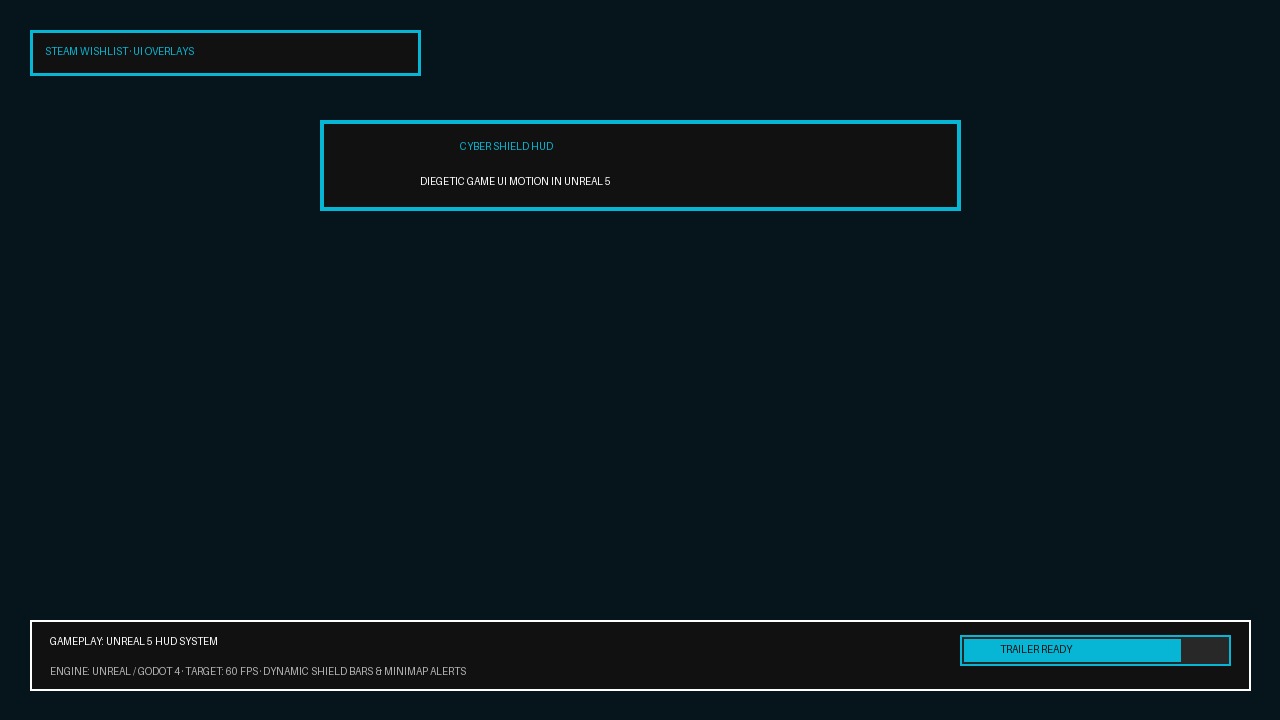 STEAM WISHLIST · UI OVERLAYS
CYBER SHIELD HUD
DIEGETIC GAME UI MOTION IN UNREAL 5
GAMEPLAY: UNREAL 5 HUD SYSTEM
TRAILER READY
ENGINE: UNREAL / GODOT 4 · TARGET: 60 FPS · DYNAMIC SHIELD BARS & MINIMAP ALERTS